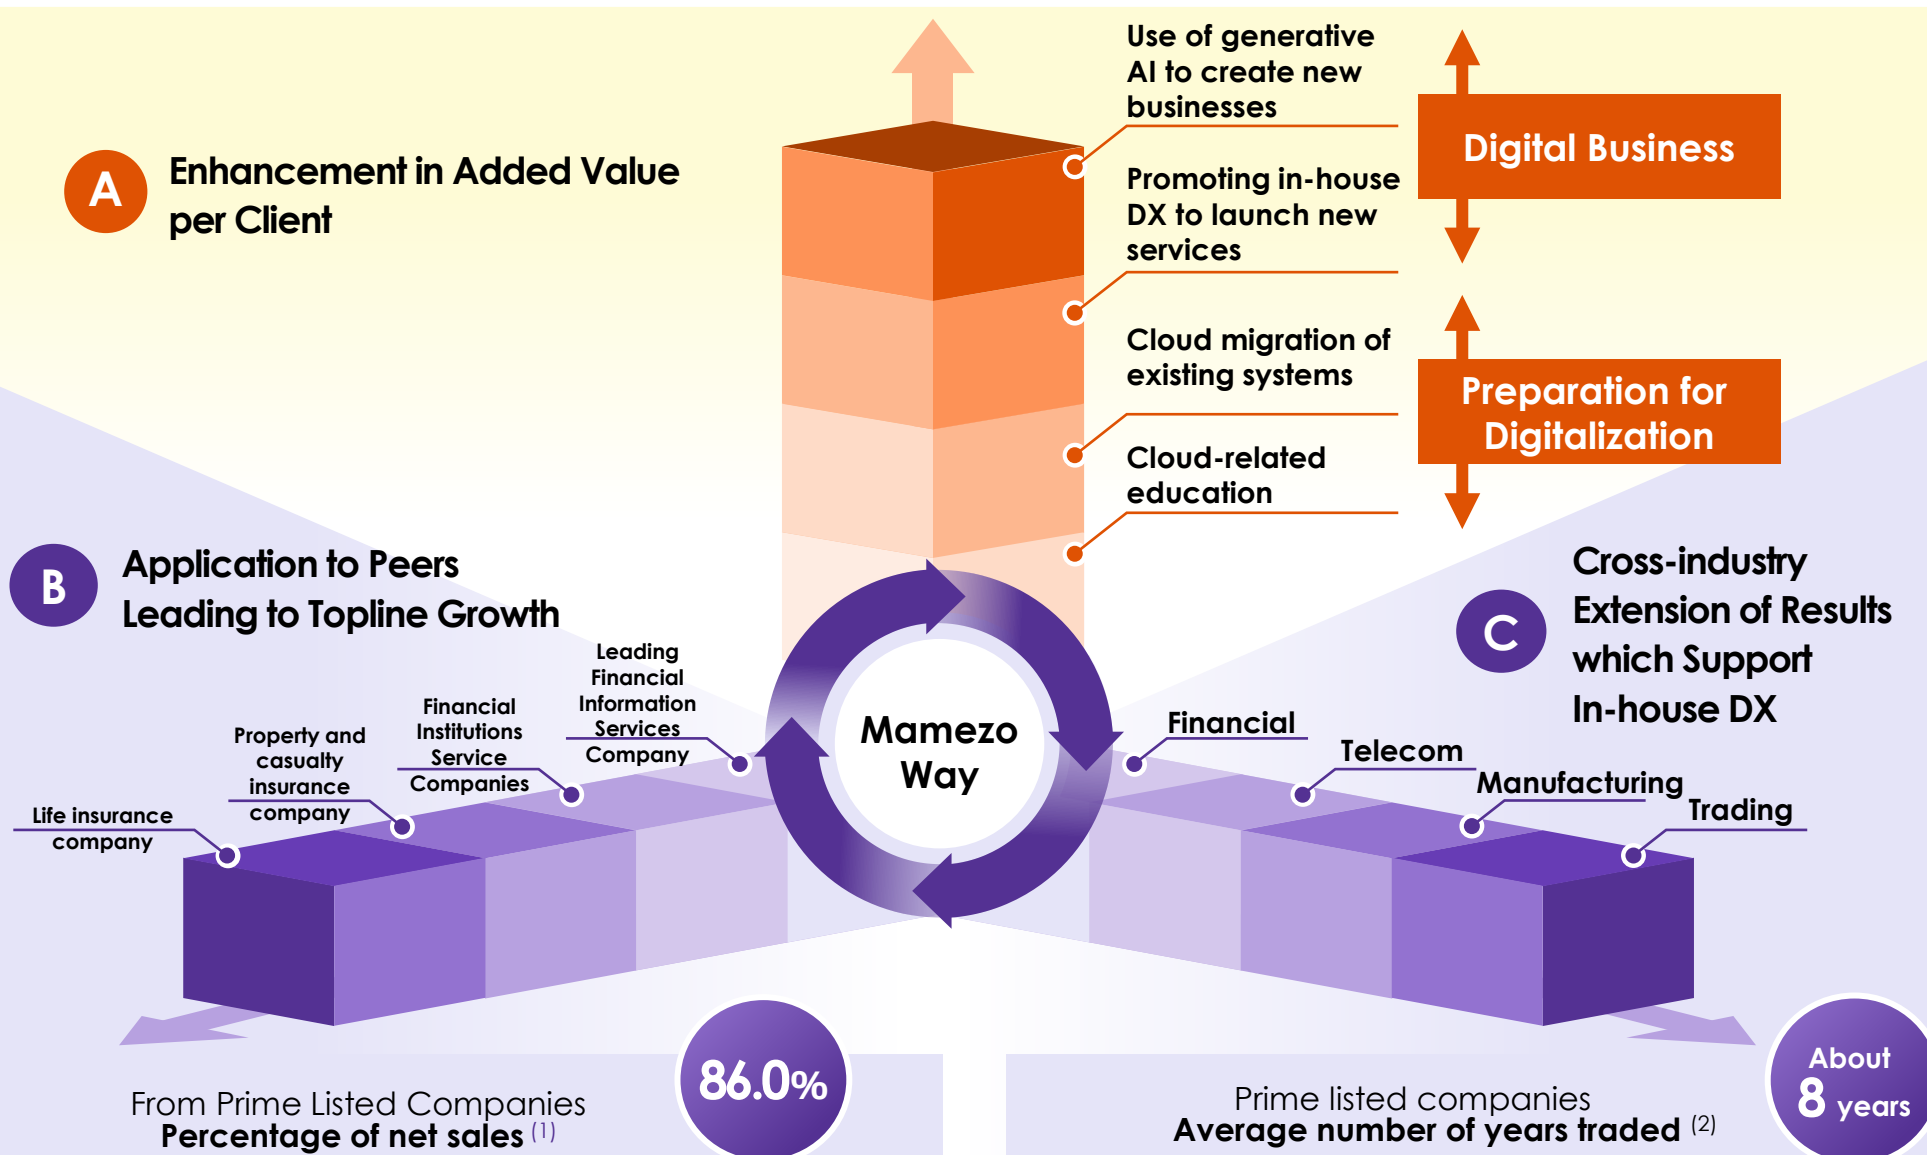 A
Enhancement in Added Value
per Client
Use of generative
AI to create new
businesses
Promoting in-house
DX to launch new
services
Cloud migration of
existing systems
Cloud-related
education
Digital Business
Preparation for
Digitalization
B
Application to Peers
Leading to Topline Growth
Life insurance
company
Property and
casualty
insurance
company
Financial
Institutions
Service
Companies
Leading
Financial
Information
Services
Company
Mamezo
Way
C
Cross-industry
Extension of Results
which Support
In-house DX
Financial
Telecom
Manufacturing
Trading
From Prime Listed Companies
Percentage of net sales (1)
86.0%
Prime listed companies
Average number of years traded (2)
About
8 years